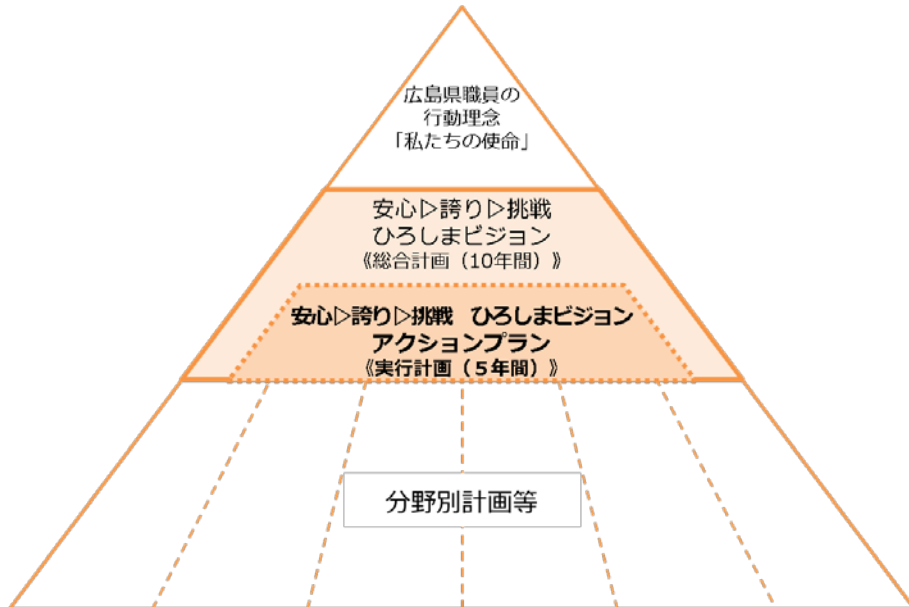 広島県職員の
行動理念
「私たちの使命」
安心▷誇り▷挑戦
ひろしまビジョン
《総合計画（10年間）》
安心▷誇り▷挑戦　ひろしまビジョン
アクションプラン
《実行計画（５年間）》
分野別計画等